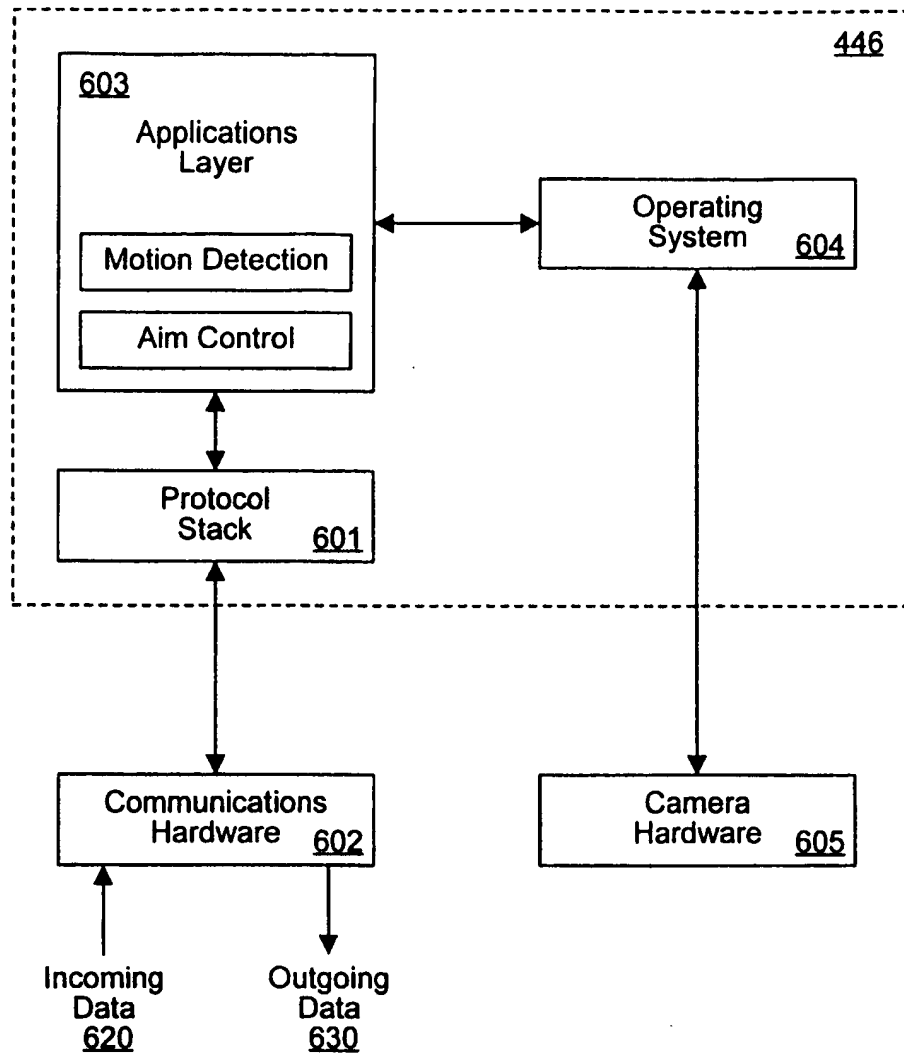 446
603
Applications
Layer
Motion Detection
Aim Control
Operating
System
604
Protocol
Stack
601
Communications
Hardware
602
Camera
Hardware
605
Incoming
Data
620
Outgoing
Data
630